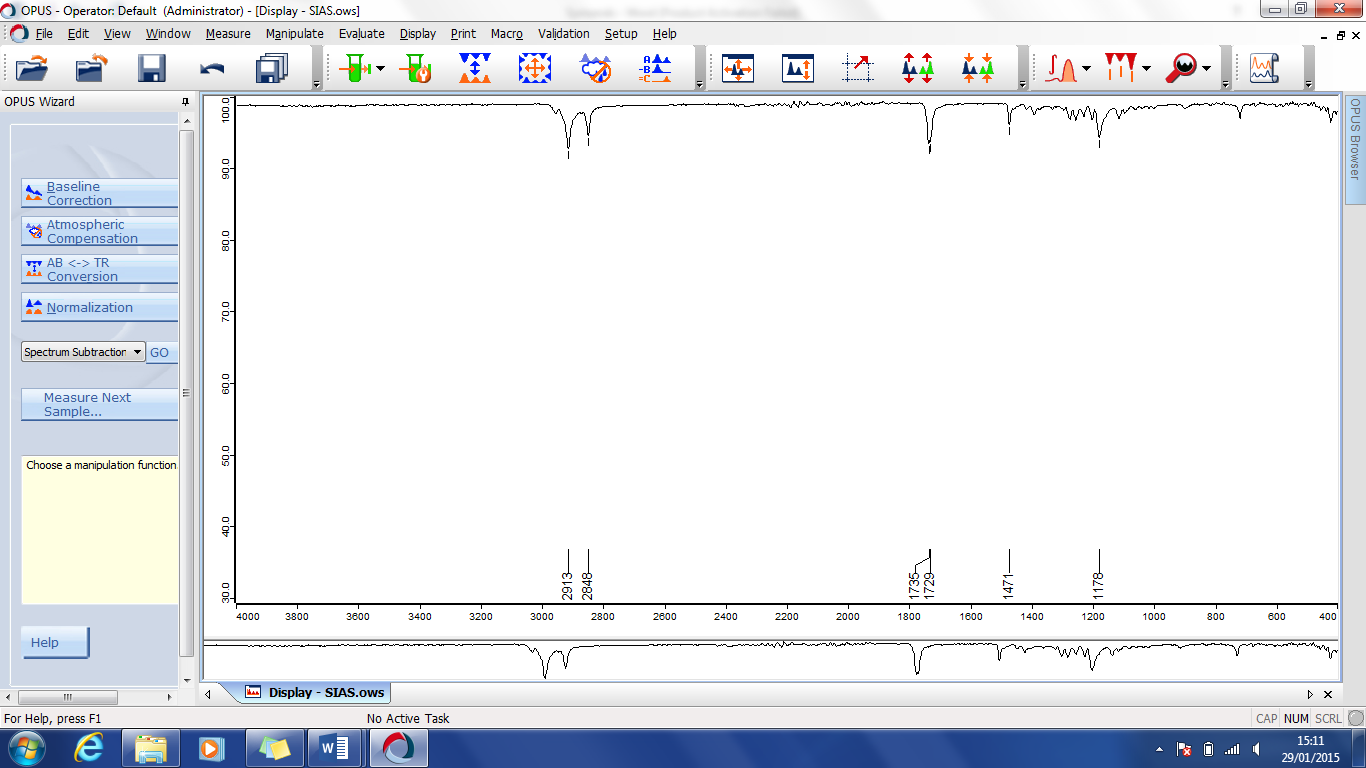 OPUS - Operator: Default (Administrator) - [Display - SIAS.ows]
File Edit View Window Measure Manipulate Evaluate Display Print Macro Validation Setup Help
OPUS Wizard
Baseline
Correction
Atmospheric
Compensation
AB <-> TR
Conversion
Normalization
Spectrum Subtraction GO
Measure Next
Sample...
Choose a manipulation function
Help
100.0
90.0
80.0
70.0
60.0
50.0
40.0
30.0
2913
2848
1735
1729
1471
1178
4000 3800 3600 3400 3200 3000 2800 2600 2400 2200 2000 1800 1600 1400 1200 1000 800 600 400
OPUS Browser
Display - SIAS.ows
For Help, press F1 No Active Task CAP NUM SCRL
15:11
29/01/2015